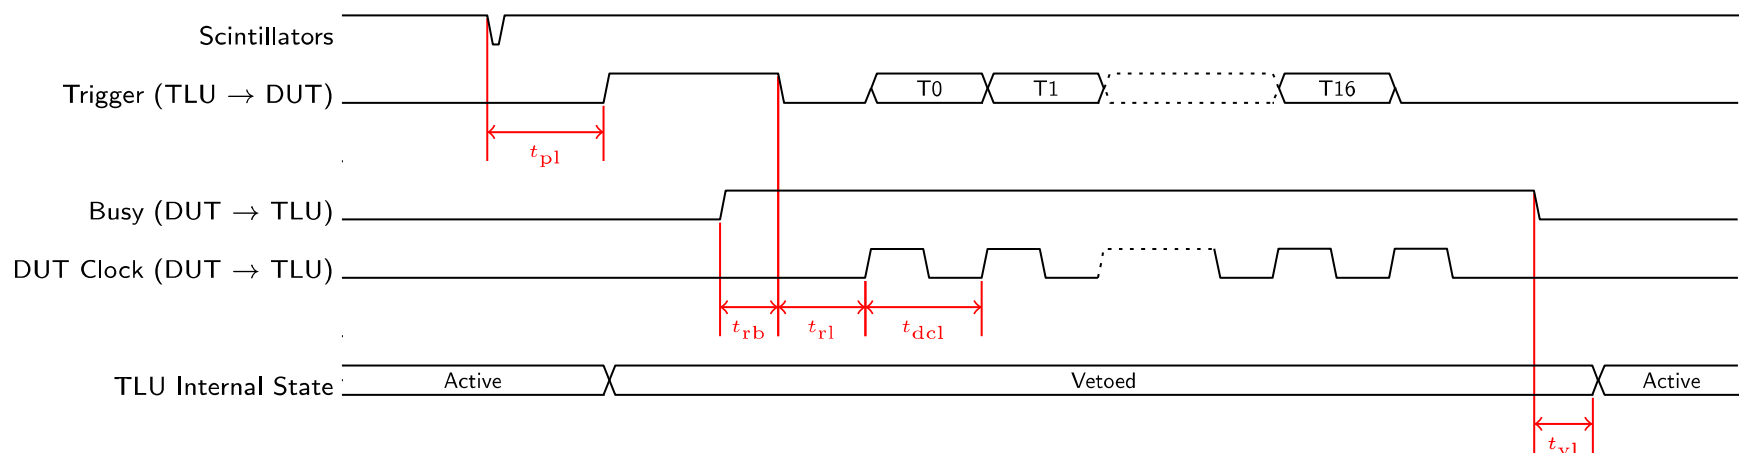 Scintillators
Trigger (TLU → DUT)
T0
T1
T16
t_pl
Busy (DUT → TLU)
DUT Clock (DUT → TLU)
t_rb
t_rl
t_dcl
TLU Internal State
Active
Vetoed
Active
t_vl